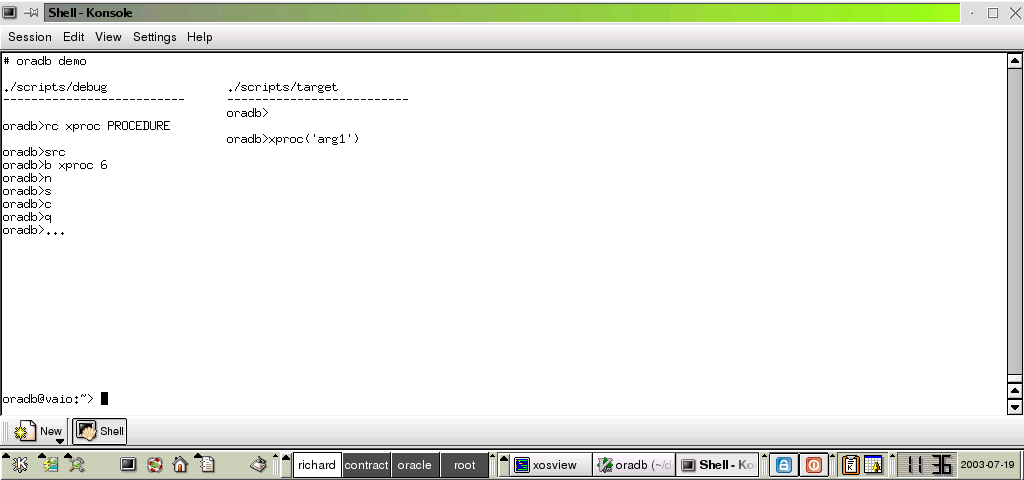 Shell - Konsole
Session Edit View Settings Help
# oradb demo
./scripts/debug ./scripts/target
-------------------------- --------------------------
oradb>
oradb>rc xproc PROCEDURE
oradb>xproc('arg1')
oradb>src
oradb>b xproc 6
oradb>n
oradb>s
oradb>c
oradb>q
oradb>...
oradb@vaio:~>
New Shell
richard contract oracle root xosview oradb (~/d Shell - Ko 11 36 2003-07-19